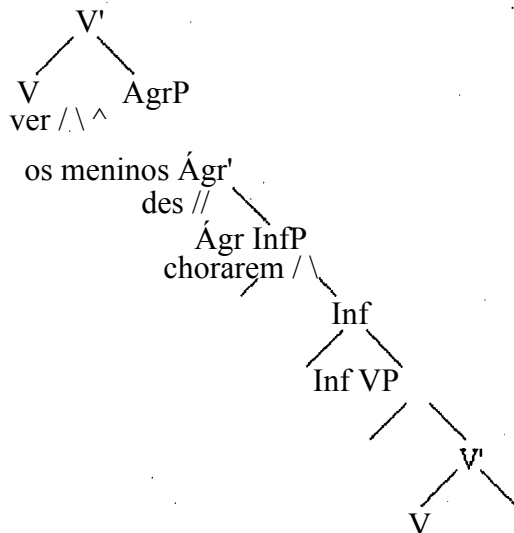 V'
V AgrP
ver / \ ^
os meninos Ágr'
des //
Ágr InfP
chorarem / \
Inf
Inf VP
V'
V